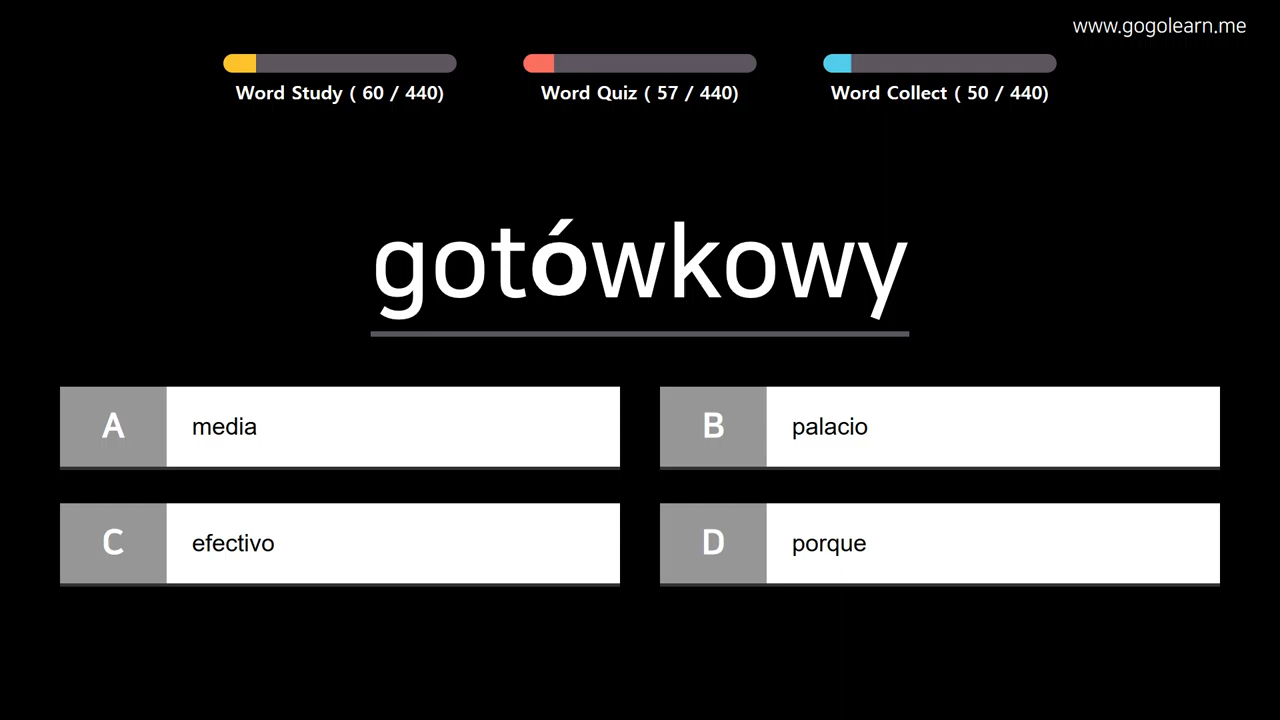 www.gogolearn.me
Word Study ( 60 / 440)
Word Quiz ( 57 / 440)
Word Collect ( 50 / 440)
gotówkowy
A media
B palacio
C efectivo
D porque